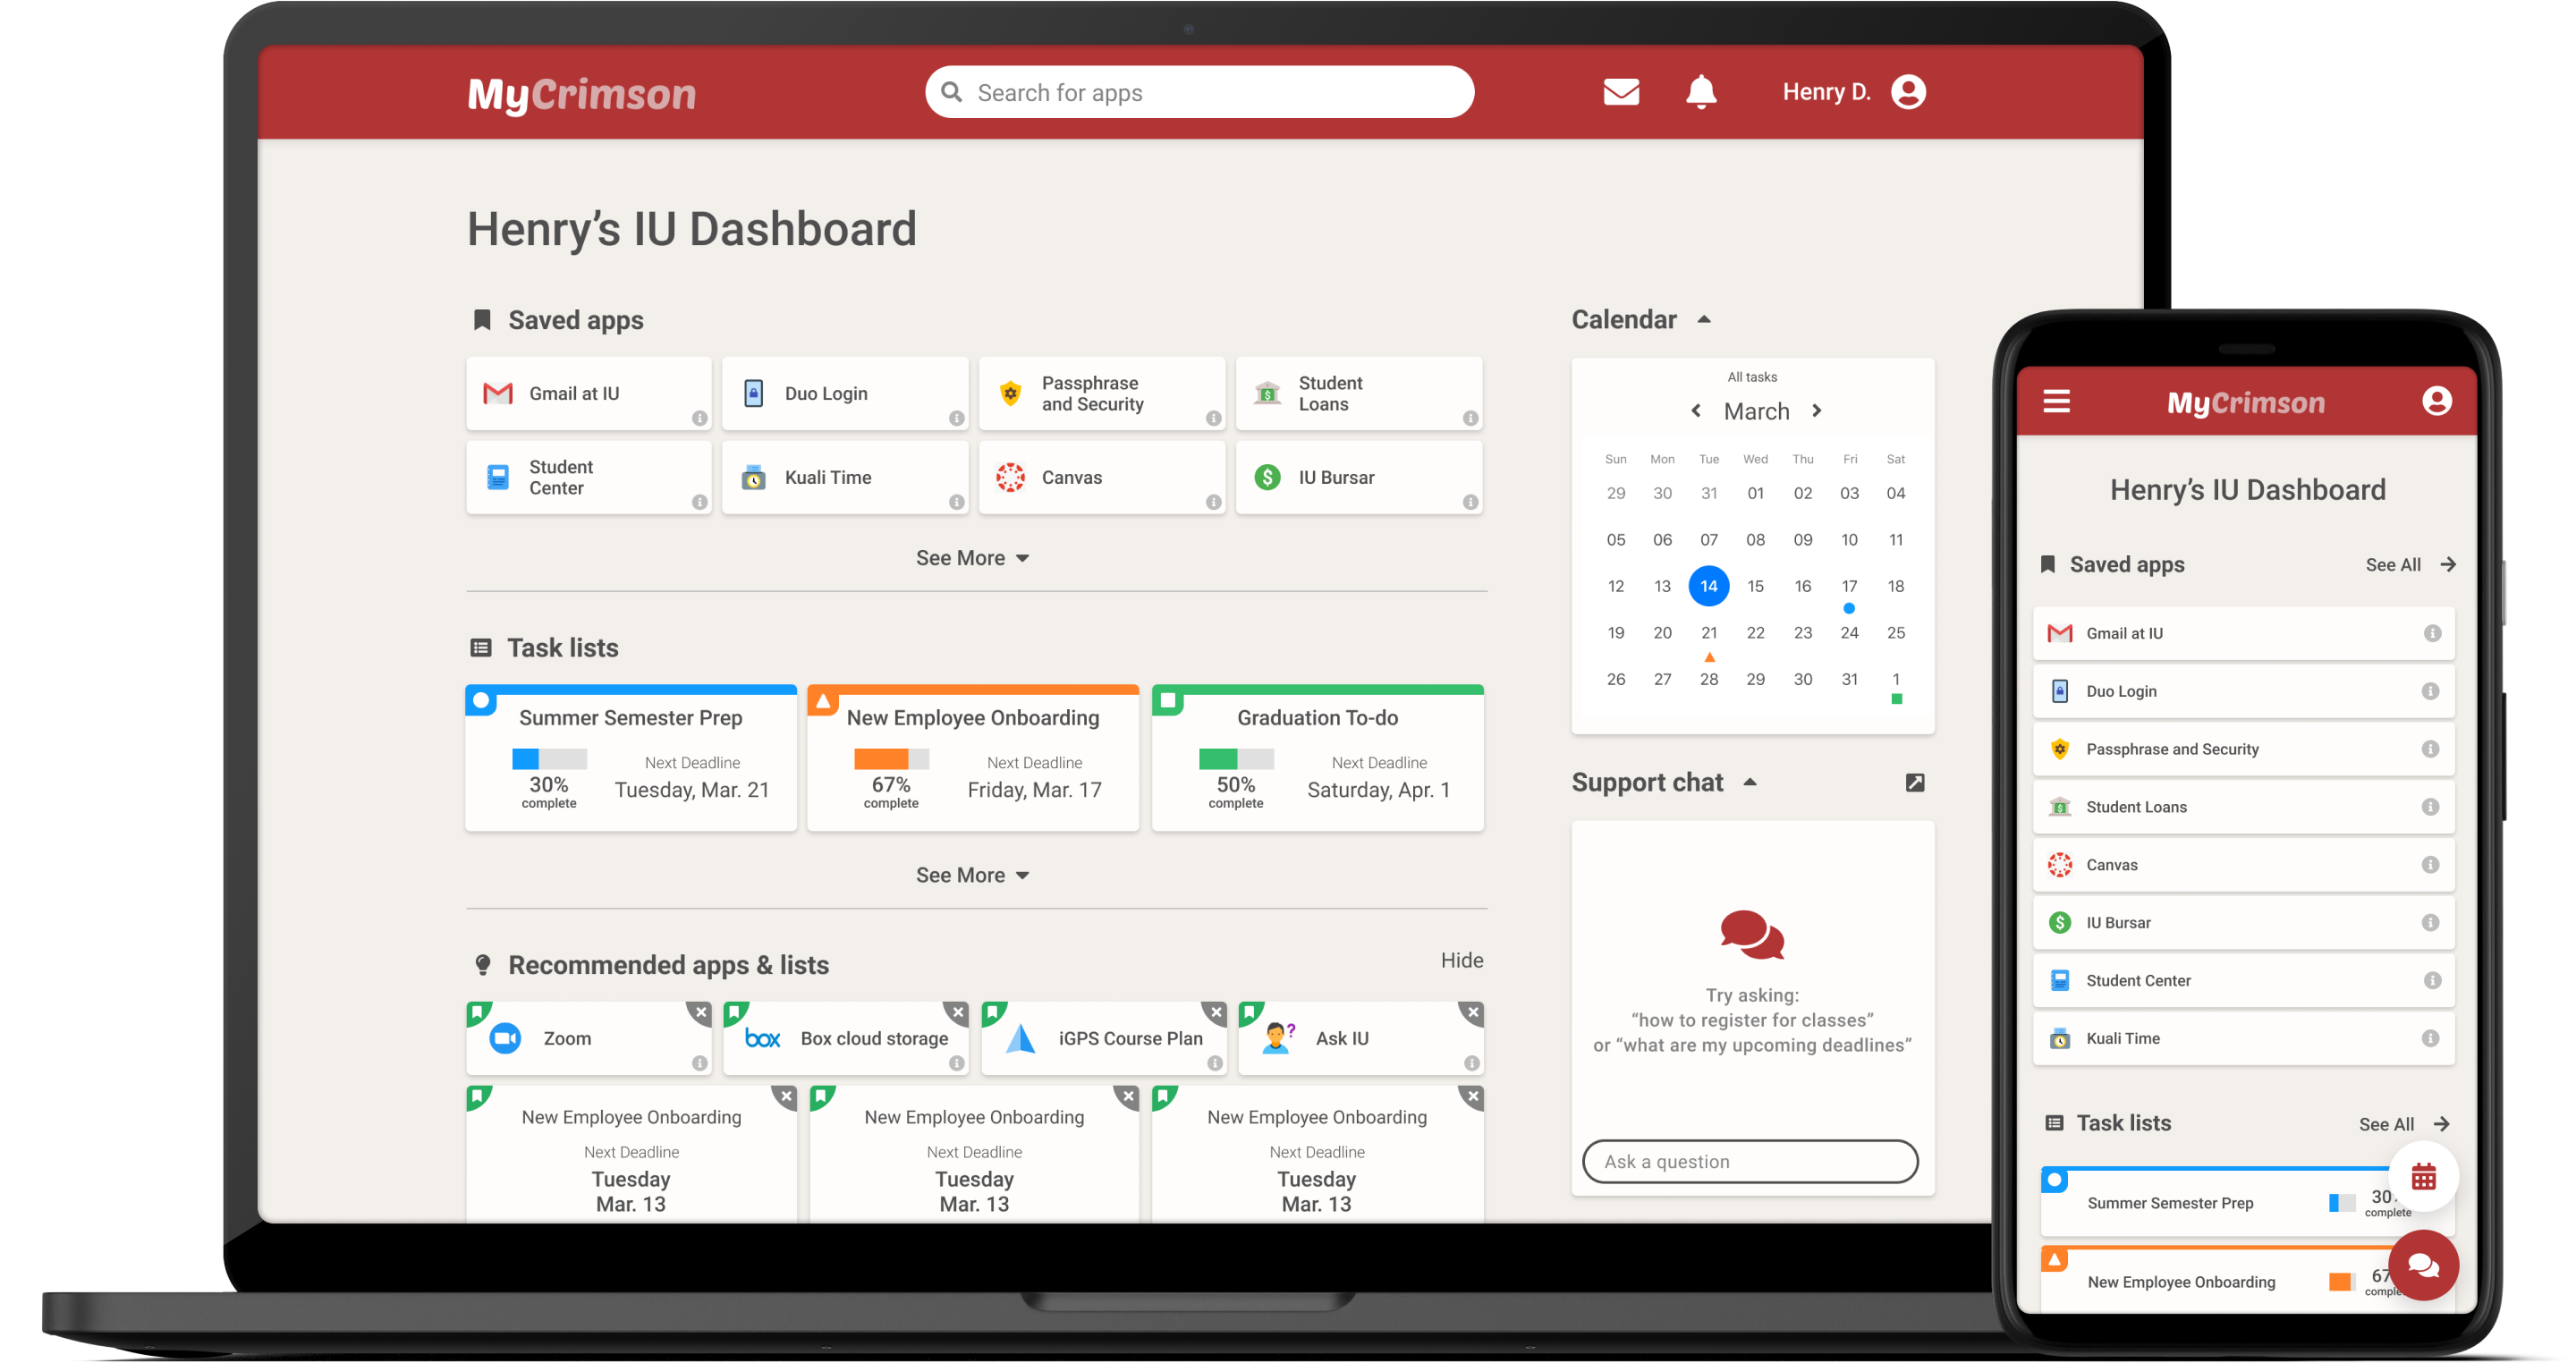 MyCrimson
Search for apps
Henry D.
Henry's IU Dashboard
Saved apps
Gmail at IU
Duo Login
Passphrase
and Security
Student
Loans
Student
Center
Kuali Time
Canvas
IU Bursar
See More
Task lists
Summer Semester Prep
30%
complete
Next Deadline
Tuesday, Mar. 21
New Employee Onboarding
67%
complete
Next Deadline
Friday, Mar. 17
Graduation To-do
50%
complete
Next Deadline
Saturday, Apr. 1
See More
Recommended apps & lists
Hide
Zoom
box Box cloud storage
iGPS Course Plan
? Ask IU
New Employee Onboarding
Next Deadline
Tuesday
Mar. 13
New Employee Onboarding
Next Deadline
Tuesday
Mar. 13
New Employee Onboarding
Next Deadline
Tuesday
Mar. 13
Calendar
All tasks
March
Sun Mon Tue Wed Thu Fri Sat
29 30 31 01 02 03 04
05 06 07 08 09 10 11
12 13 14 15 16 17 18
19 20 21 22 23 24 25
26 27 28 29 30 31 1
Support chat
Try asking:
“how to register for classes”
or “what are my upcoming deadlines”
Ask a question
MyCrimson
Henry's IU Dashboard
Saved apps
See All
Gmail at IU
Duo Login
Passphrase and Security
Student Loans
Canvas
IU Bursar
Student Center
Kuali Time
Task lists
See All
Summer Semester Prep
30
complete
New Employee Onboarding
67